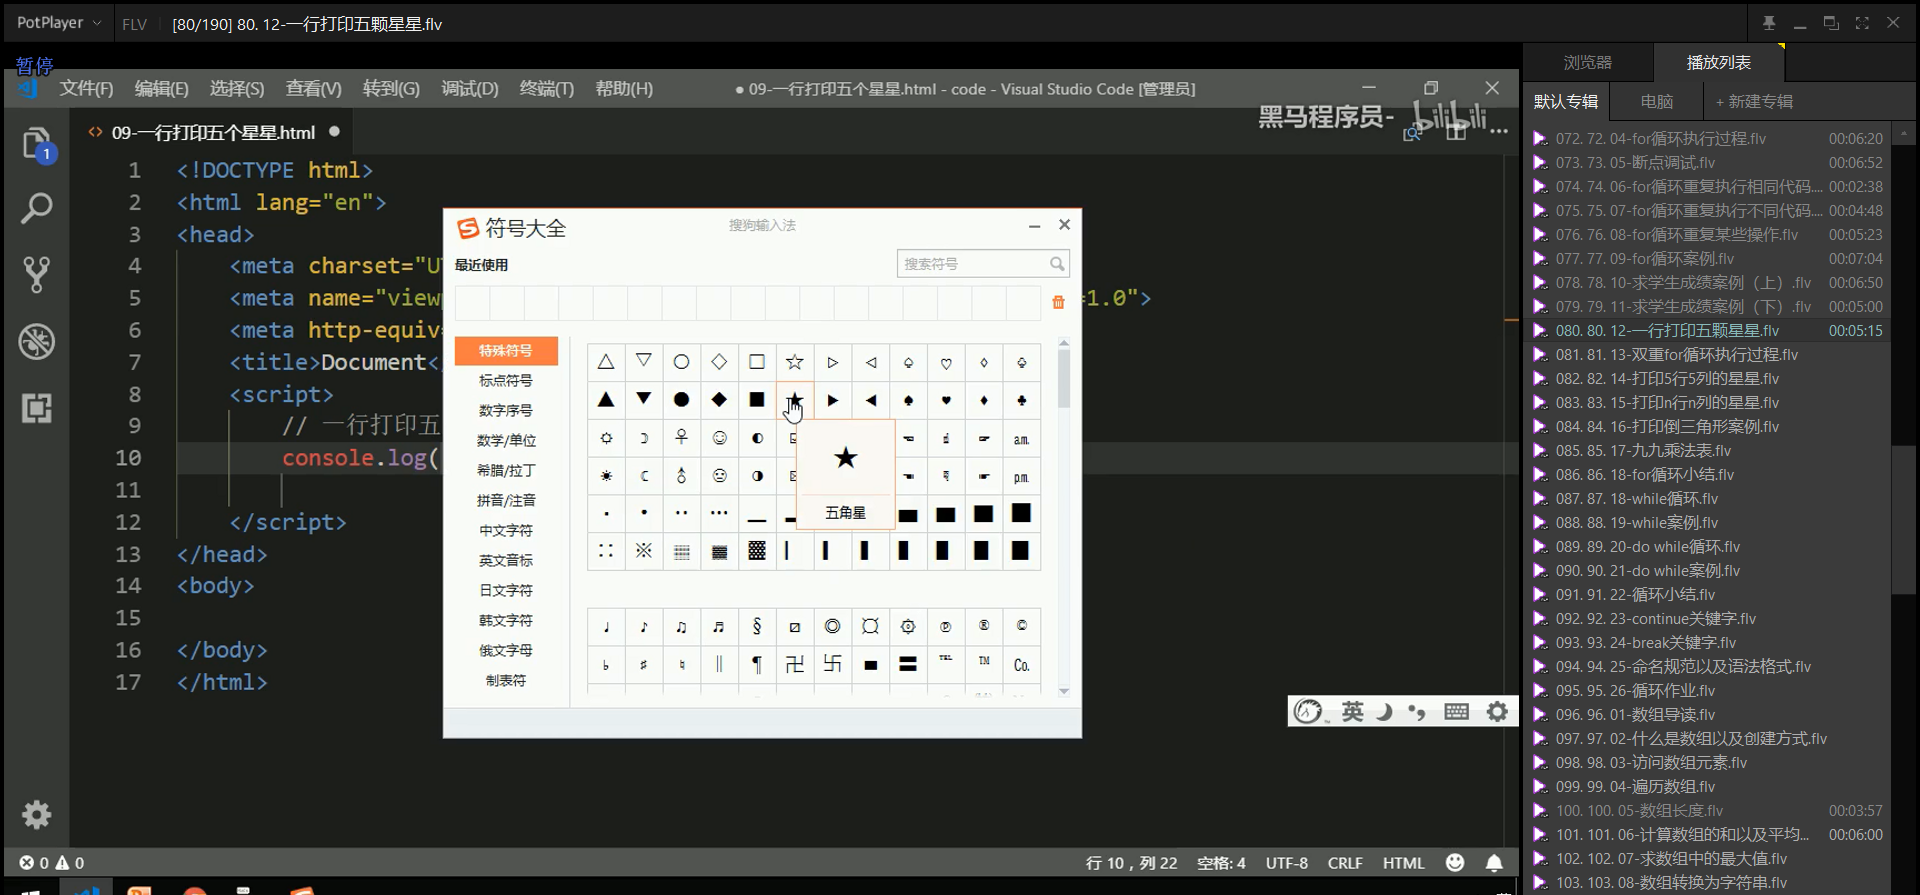 PotPlayer
FLV
[80/190] 80. 12-一行打印五颗星星.flv
暂停
文件(F) 编辑(E) 选择(S) 查看(V) 转到(G) 调试(D) 终端(T) 帮助(H)
● 09-一行打印五个星星.html - code - Visual Studio Code [管理员]
黑马程序员-
bilibili
09-一行打印五个星星.html
1
1 <!DOCTYPE html>
2 <html lang="en">
3 <head>
4 <meta charset="U
5 <meta name="view
=1.0">
6 <meta http-equiv
7 <title>Document<
8 <script>
9 // 一行打印五
10 console.log(
11
12 </script>
13 </head>
14 <body>
15
16 </body>
17 </html>
符号大全
搜狗输入法
最近使用
搜索符号
特殊符号
标点符号
数字序号
数学/单位
希腊/拉丁
拼音/注音
中文字符
英文音标
日文字符
韩文字符
俄文字母
制表符
△ ▽ ○ ◇ □ ☆ ▷ ◁ ♤ ♡ ♢ ♧
▲ ▼ ● ◆ ■ ★ ▶ ◀ ♠ ♥ ♦ ♣
a.m.
p.m.
★
五角星
♩ ♪ ♫ ♬ §
♭ ♯ ♮ ‖ ¶ 卍 卐 ℡ ™ Co.
英
0 0
行 10，列 22 空格: 4 UTF-8 CRLF HTML
浏览器 播放列表
默认专辑 电脑 + 新建专辑
072. 72. 04-for循环执行过程.flv 00:06:20
073. 73. 05-断点调试.flv 00:06:52
074. 74. 06-for循环重复执行相同代码.... 00:02:38
075. 75. 07-for循环重复执行不同代码.... 00:04:48
076. 76. 08-for循环重复某些操作.flv 00:05:23
077. 77. 09-for循环案例.flv 00:07:04
078. 78. 10-求学生成绩案例（上）.flv 00:06:50
079. 79. 11-求学生成绩案例（下）.flv 00:05:00
080. 80. 12-一行打印五颗星星.flv 00:05:15
081. 81. 13-双重for循环执行过程.flv
082. 82. 14-打印5行5列的星星.flv
083. 83. 15-打印n行n列的星星.flv
084. 84. 16-打印倒三角形案例.flv
085. 85. 17-九九乘法表.flv
086. 86. 18-for循环小结.flv
087. 87. 18-while循环.flv
088. 88. 19-while案例.flv
089. 89. 20-do while循环.flv
090. 90. 21-do while案例.flv
091. 91. 22-循环小结.flv
092. 92. 23-continue关键字.flv
093. 93. 24-break关键字.flv
094. 94. 25-命名规范以及语法格式.flv
095. 95. 26-循环作业.flv
096. 96. 01-数组导读.flv
097. 97. 02-什么是数组以及创建方式.flv
098. 98. 03-访问数组元素.flv
099. 99. 04-遍历数组.flv
100. 100. 05-数组长度.flv 00:03:57
101. 101. 06-计算数组的和以及平均... 00:06:00
102. 102. 07-求数组中的最大值.flv
103. 103. 08-数组转换为字符串.flv